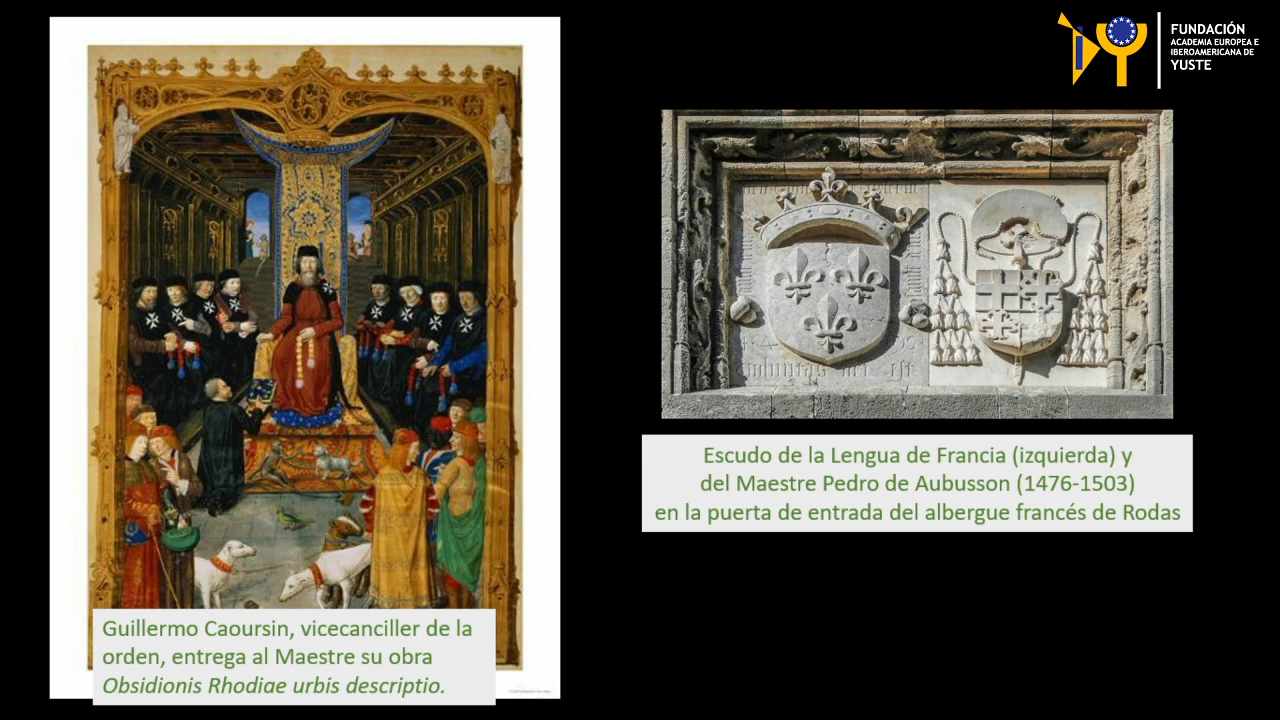 FUNDACIÓN
ACADEMIA EUROPEA E
IBEROAMERICANA DE
YUSTE
Escudo de la Lengua de Francia (izquierda) y
del Maestre Pedro de Aubusson (1476-1503)
en la puerta de entrada del albergue francés de Rodas
Guillermo Caoursin, vicecanciller de la
orden, entrega al Maestre su obra
Obsidionis Rhodiae urbis descriptio.